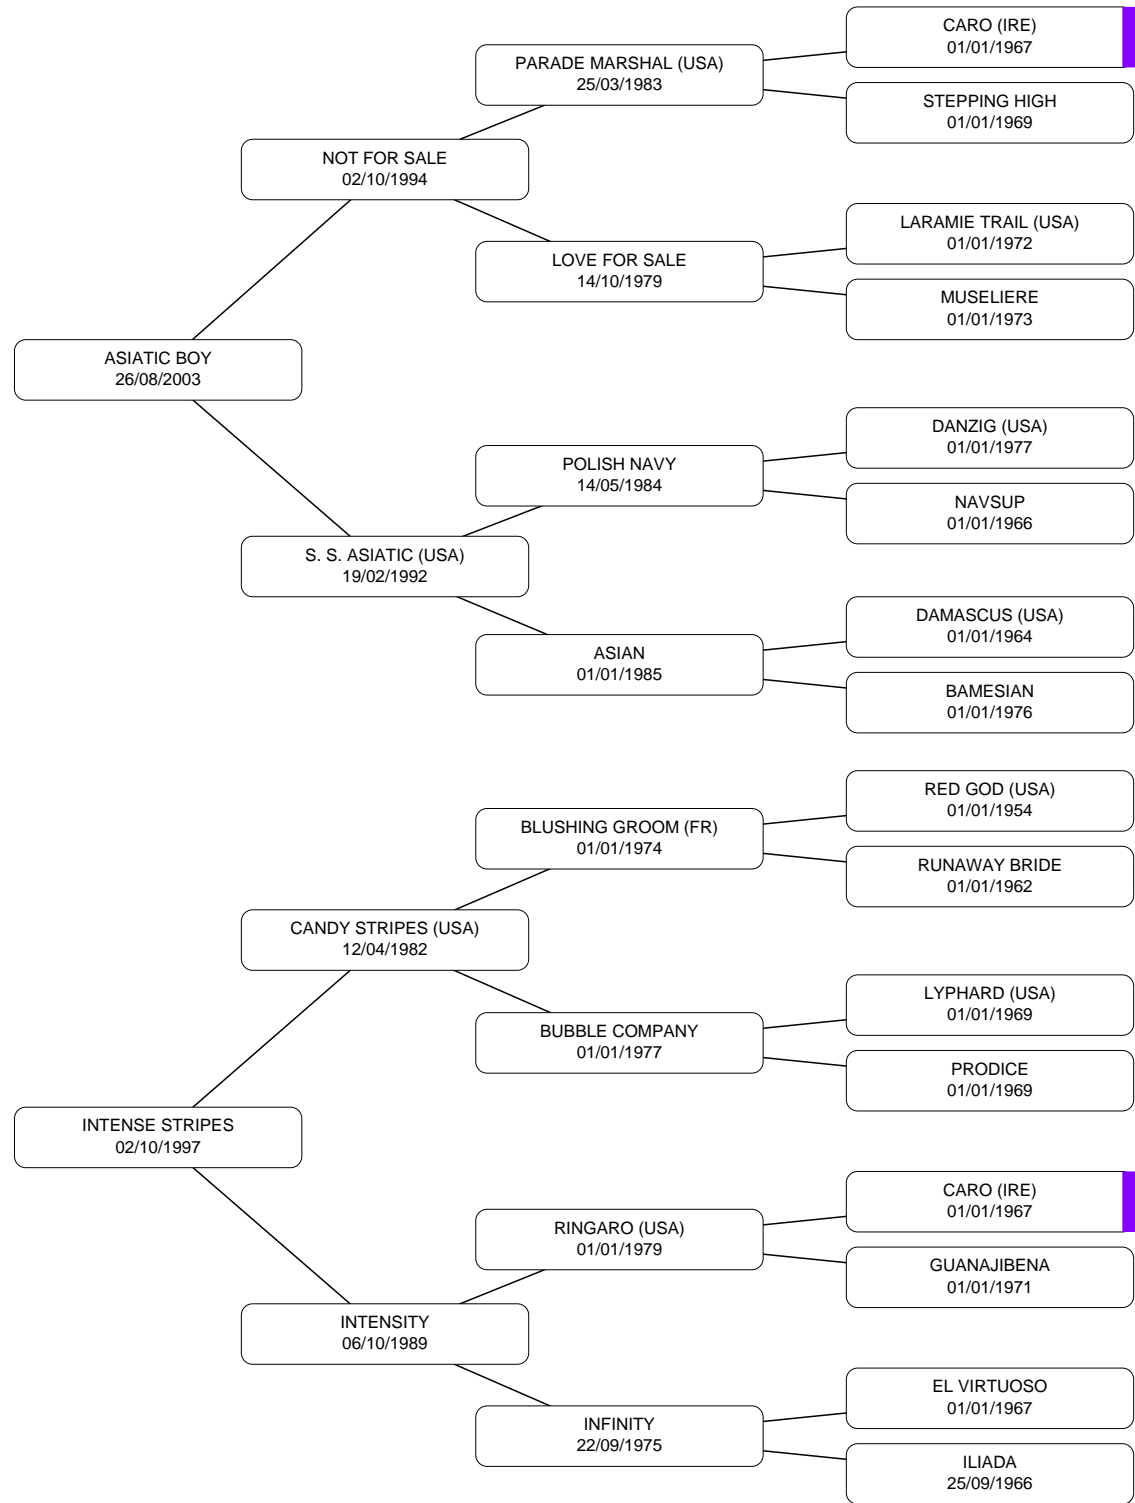 CARO (IRE)
01/01/1967
PARADE MARSHAL (USA)
25/03/1983
STEPPING HIGH
01/01/1969
NOT FOR SALE
02/10/1994
LARAMIE TRAIL (USA)
01/01/1972
LOVE FOR SALE
14/10/1979
MUSELIERE
01/01/1973
ASIATIC BOY
26/08/2003
DANZIG (USA)
01/01/1977
POLISH NAVY
14/05/1984
NAVSUP
01/01/1966
S. S. ASIATIC (USA)
19/02/1992
DAMASCUS (USA)
01/01/1964
ASIAN
01/01/1985
BAMESIAN
01/01/1976
RED GOD (USA)
01/01/1954
BLUSHING GROOM (FR)
01/01/1974
RUNAWAY BRIDE
01/01/1962
CANDY STRIPES (USA)
12/04/1982
LYPHARD (USA)
01/01/1969
BUBBLE COMPANY
01/01/1977
PRODICE
01/01/1969
INTENSE STRIPES
02/10/1997
CARO (IRE)
01/01/1967
RINGARO (USA)
01/01/1979
GUANAJIBENA
01/01/1971
INTENSITY
06/10/1989
EL VIRTUOSO
01/01/1967
INFINITY
22/09/1975
ILIADA
25/09/1966